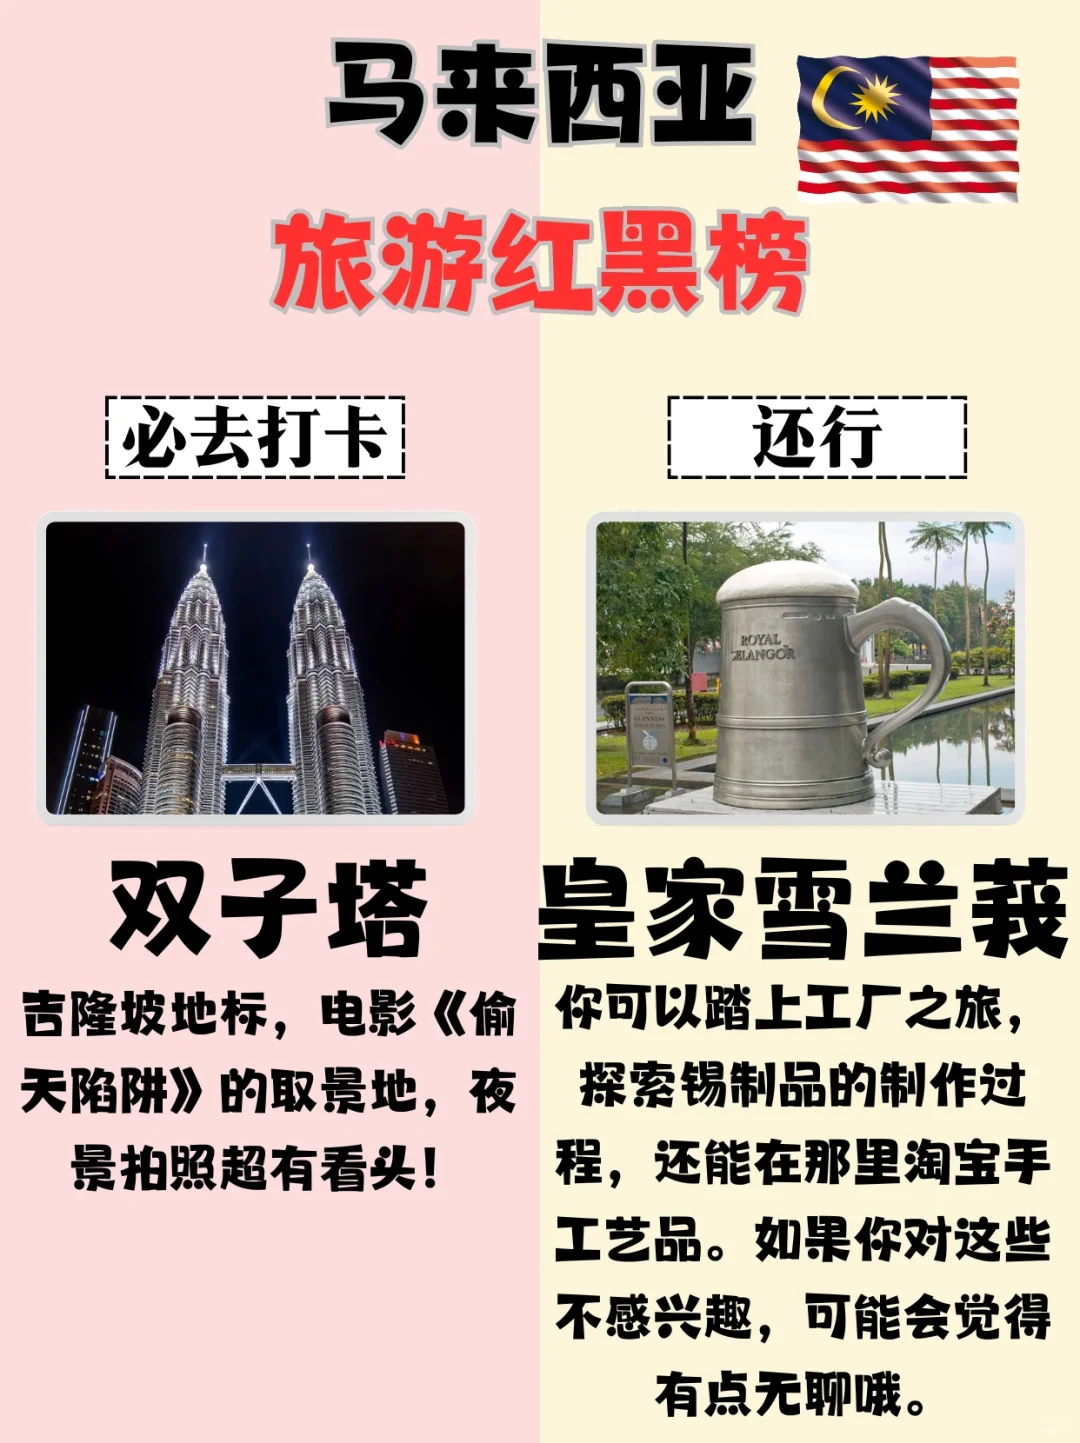 马来西亚
旅游红黑榜
必去打卡
双子塔
吉隆坡地标，电影《偷
天陷阱》的取景地，夜
景拍照超有看头！
还行
ROYAL
SELANGOR
GUINNESS
皇家雪兰莪
你可以踏上工厂之旅，
探索锡制品的制作过
程，还能在那里淘宝手
工艺品。如果你对这些
不感兴趣，可能会觉得
有点无聊哦。